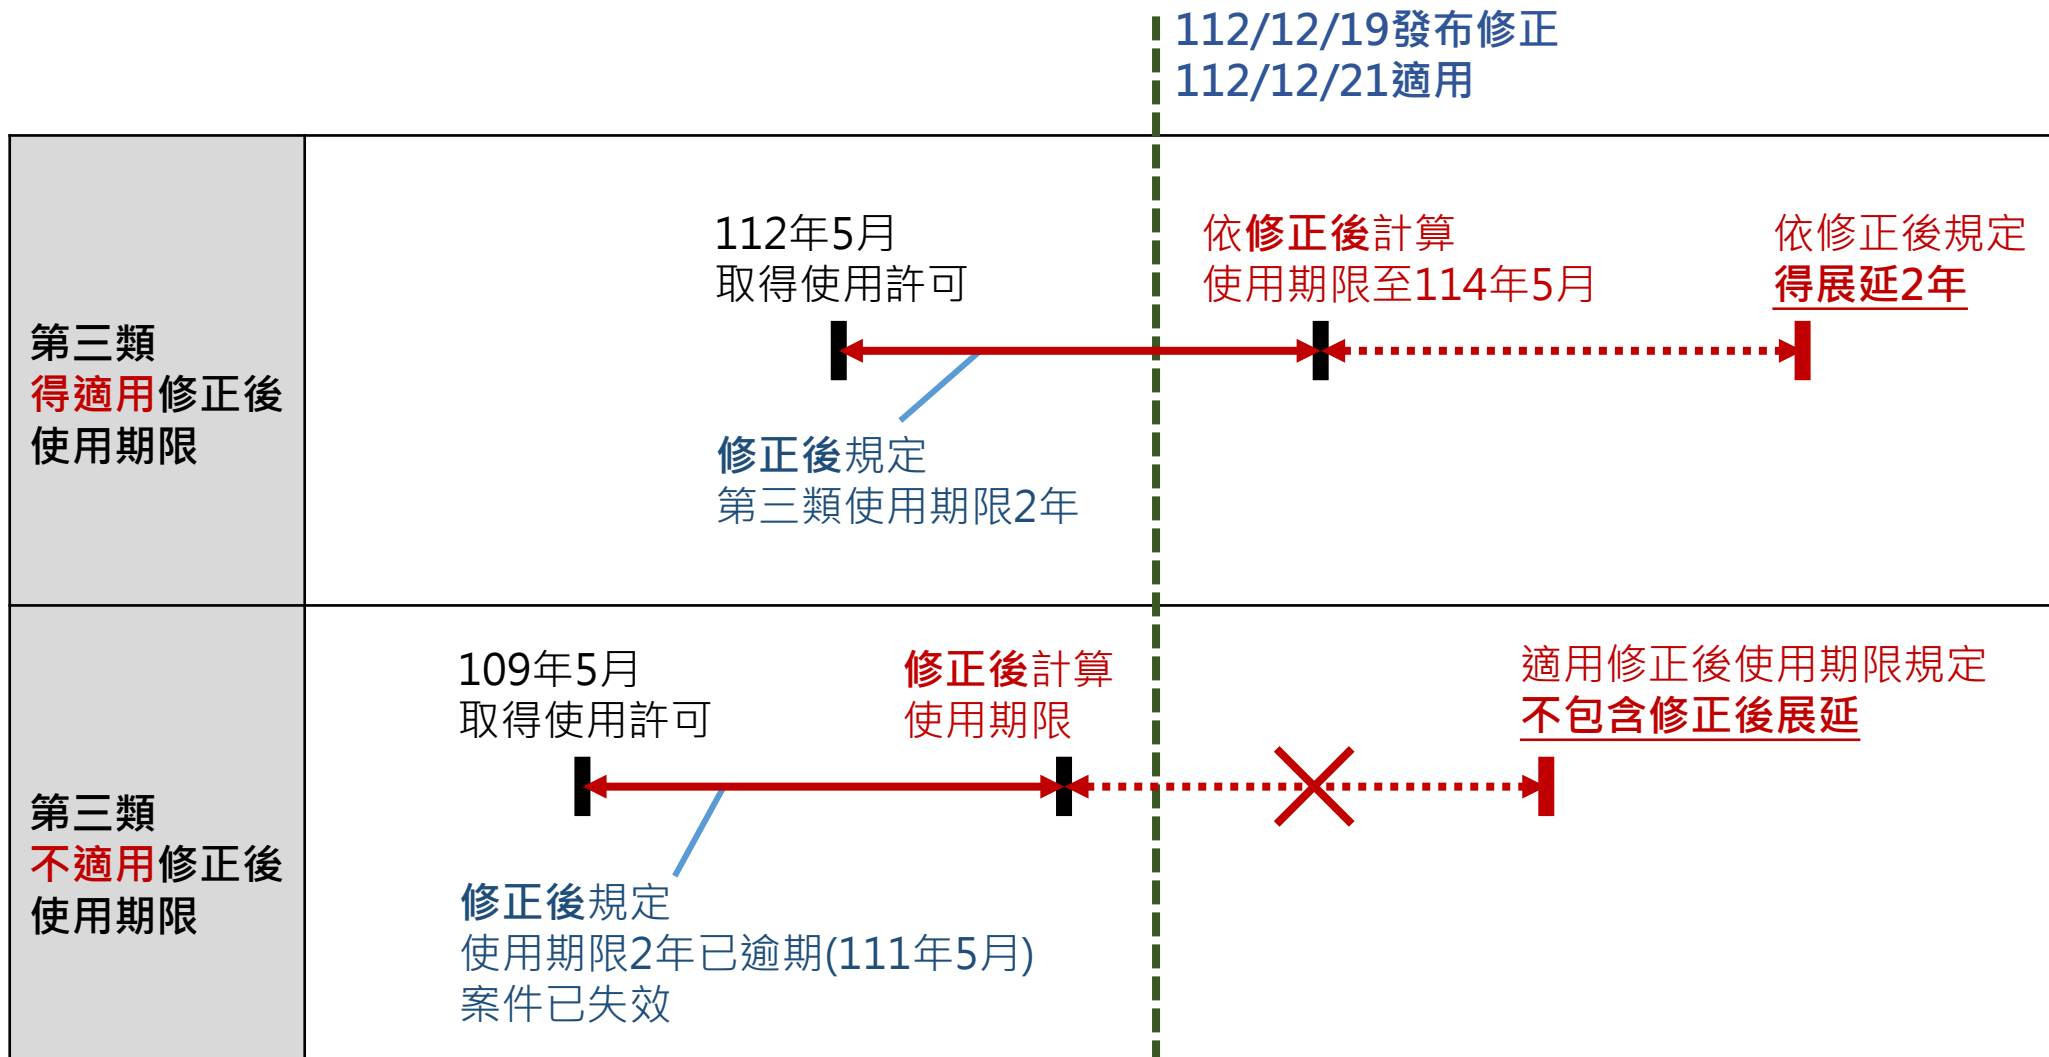 112/12/19發布修正
112/12/21適用
第三類
得適用修正後
使用期限
112年5月
取得使用許可
依修正後計算
使用期限至114年5月
依修正後規定
得展延2年
修正後規定
第三類使用期限2年
第三類
不適用修正後
使用期限
109年5月
取得使用許可
修正後計算
使用期限
適用修正後使用期限規定
不包含修正後展延
修正後規定
使用期限2年已逾期(111年5月)
案件已失效